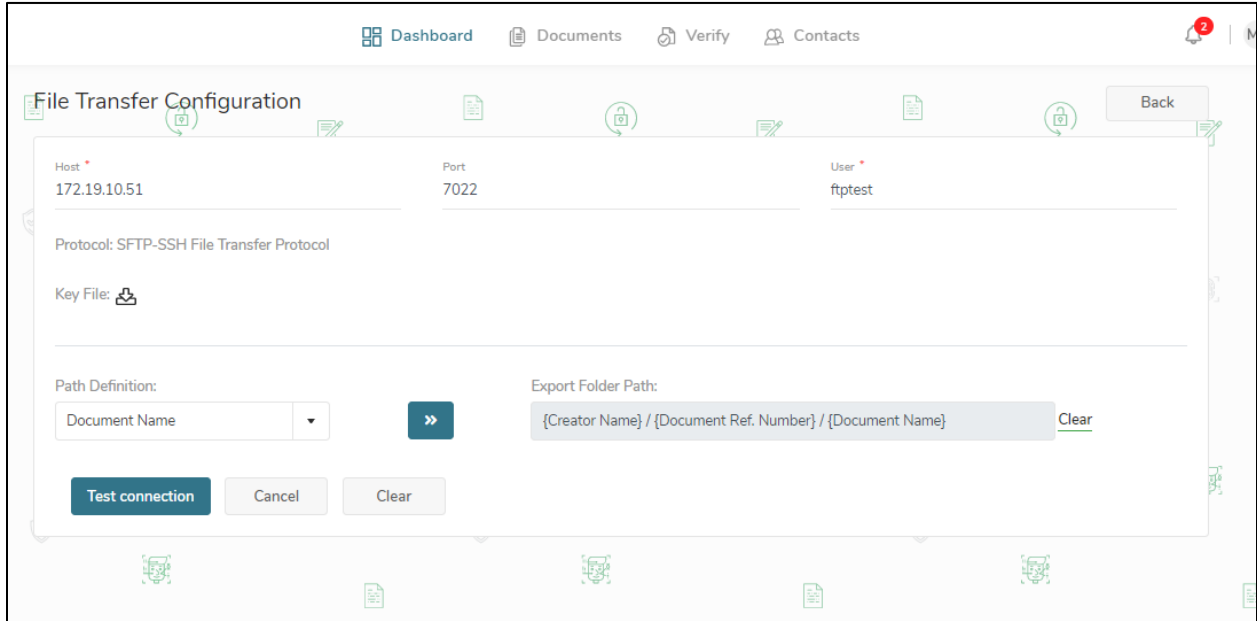 Dashboard Documents Verify Contacts 2 M
File Transfer Configuration Back
Host * Port User *
172.19.10.51 7022 ftptest
Protocol: SFTP-SSH File Transfer Protocol
Key File:
Path Definition: Export Folder Path:
Document Name » {Creator Name} / {Document Ref. Number} / {Document Name} Clear
Test connection Cancel Clear